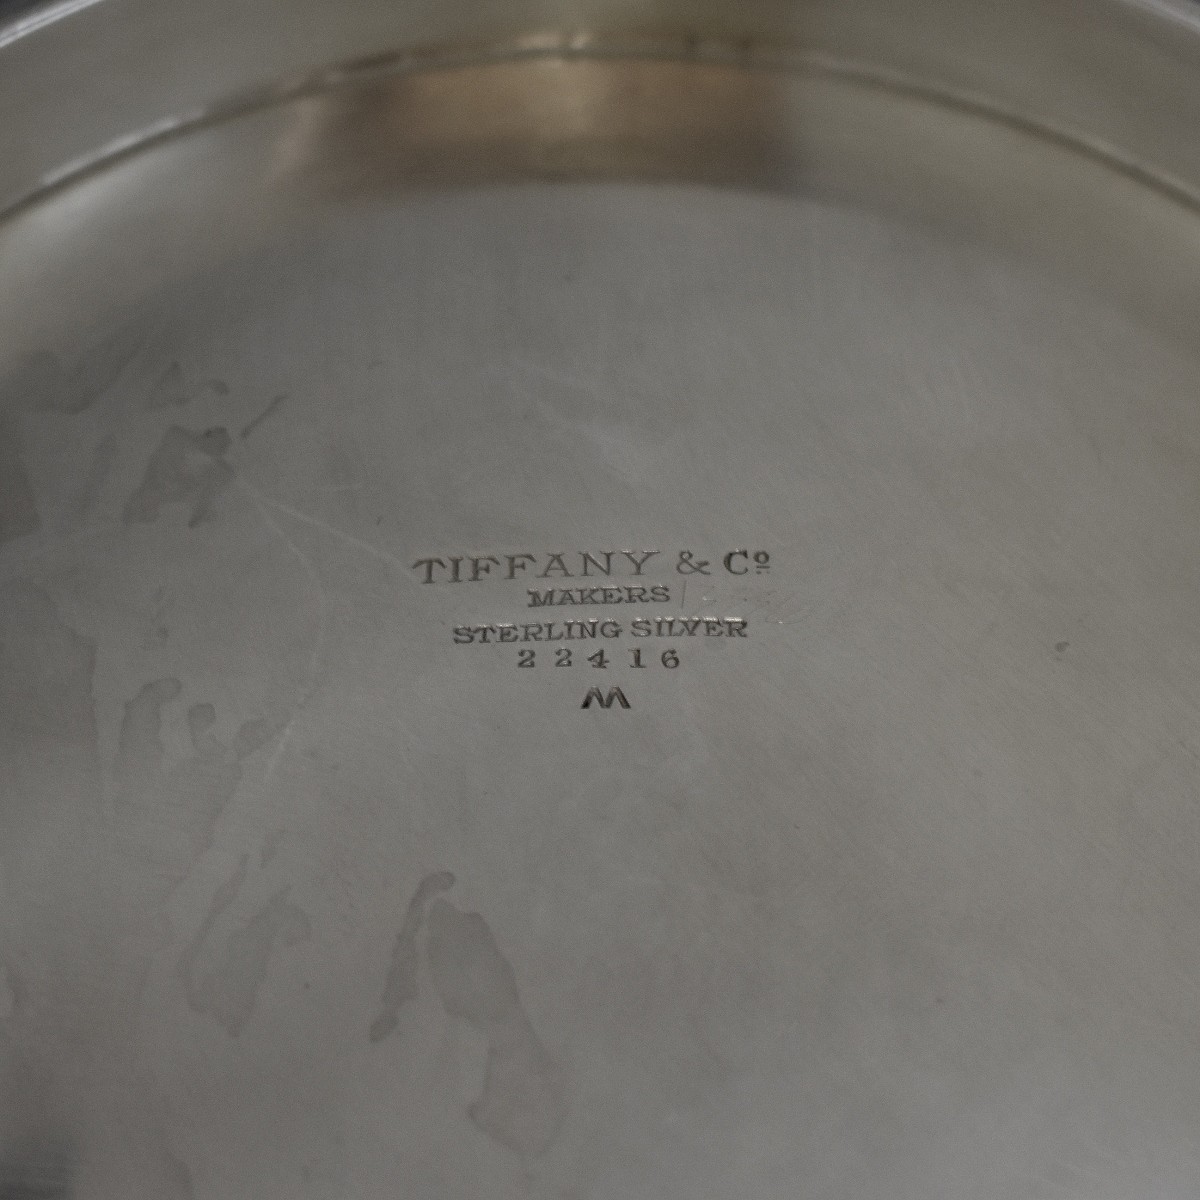 TIFFANY & Cº
MAKERS
STERLING SILVER
22416
M